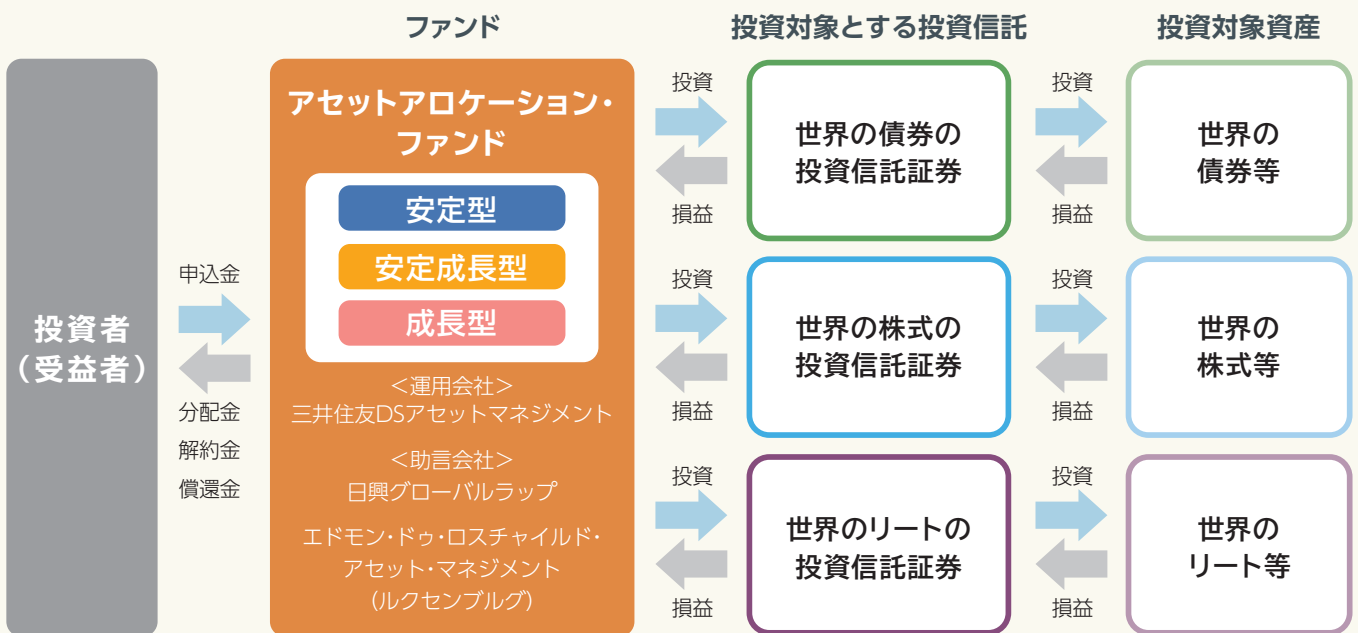 ファンド
投資対象とする投資信託
投資対象資産
投資者
（受益者）
申込金
分配金
解約金
償還金
アセットアロケーション・
ファンド
安定型
安定成長型
成長型
＜運用会社＞
三井住友DSアセットマネジメント
＜助言会社＞
日興グローバルラップ
エドモン・ドゥ・ロスチャイルド・
アセット・マネジメント
（ルクセンブルグ）
投資
損益
世界の債券の
投資信託証券
投資
損益
世界の
債券等
投資
損益
世界の株式の
投資信託証券
投資
損益
世界の
株式等
投資
損益
世界のリートの
投資信託証券
投資
損益
世界の
リート等